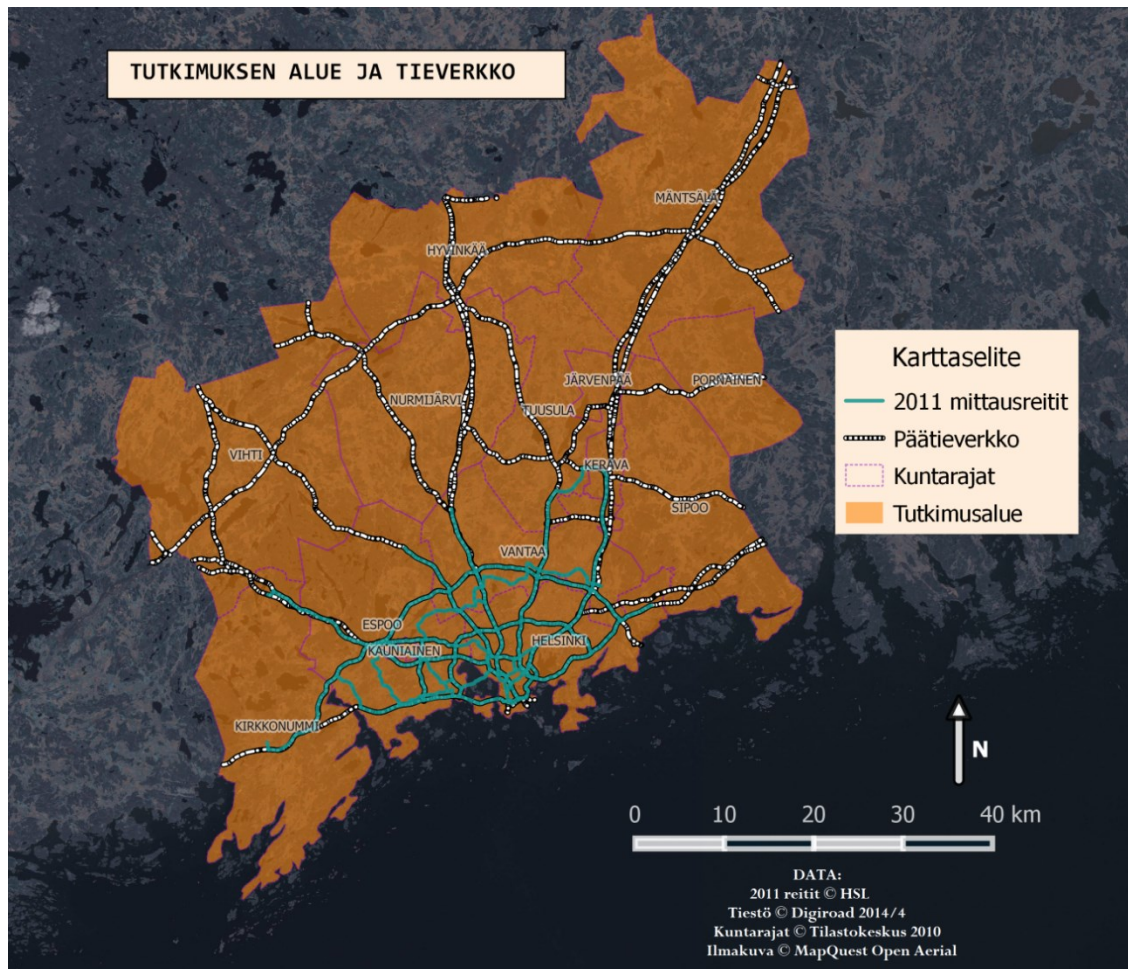 TUTKIMUKSEN ALUE JA TIEVERKKO
MÄNTSÄLÄ
HYVINKÄÄ
JÄRVENPÄÄ
PORNAINEN
NURMIJÄRVI
TUUSULA
VIHTI
KERAVA
SIPOO
VANTAA
ESPOO
HELSINKI
KAUNIAINEN
KIRKKONUMMI
Karttaselite
2011 mittausreitit
Päätieverkko
Kuntarajat
Tutkimusalue
N
0 10 20 30 40 km
DATA:
2011 reitit © HSL
Tiestö © Digiroad 2014/4
Kuntarajat © Tilastokeskus 2010
Ilmakuva © MapQuest Open Aerial